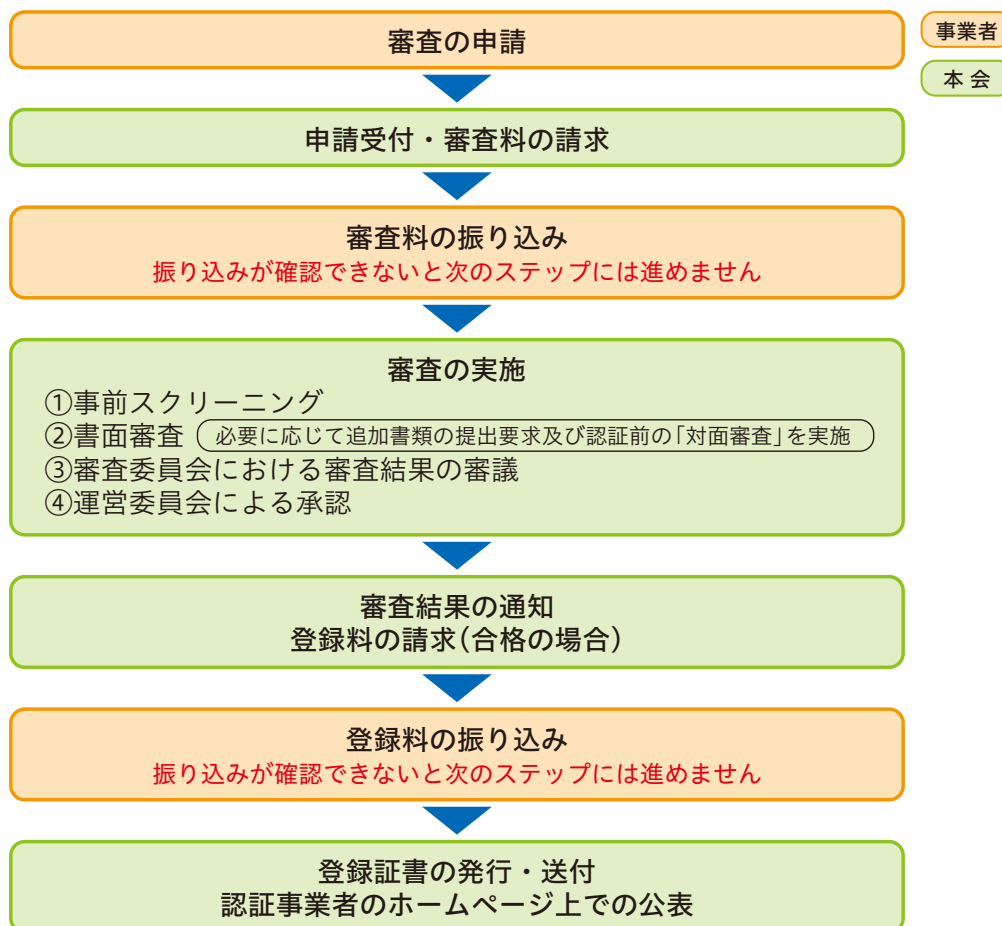 審査の申請
事業者
本会
申請受付・審査料の請求
審査料の振り込み
振り込みが確認できないと次のステップには進めません
審査の実施
①事前スクリーニング
②書面審査 必要に応じて追加書類の提出要求及び認証前の「対面審査」を実施
③審査委員会における審査結果の審議
④運営委員会による承認
審査結果の通知
登録料の請求(合格の場合)
登録料の振り込み
振り込みが確認できないと次のステップには進めません
登録証書の発行・送付
認証事業者のホームページ上での公表